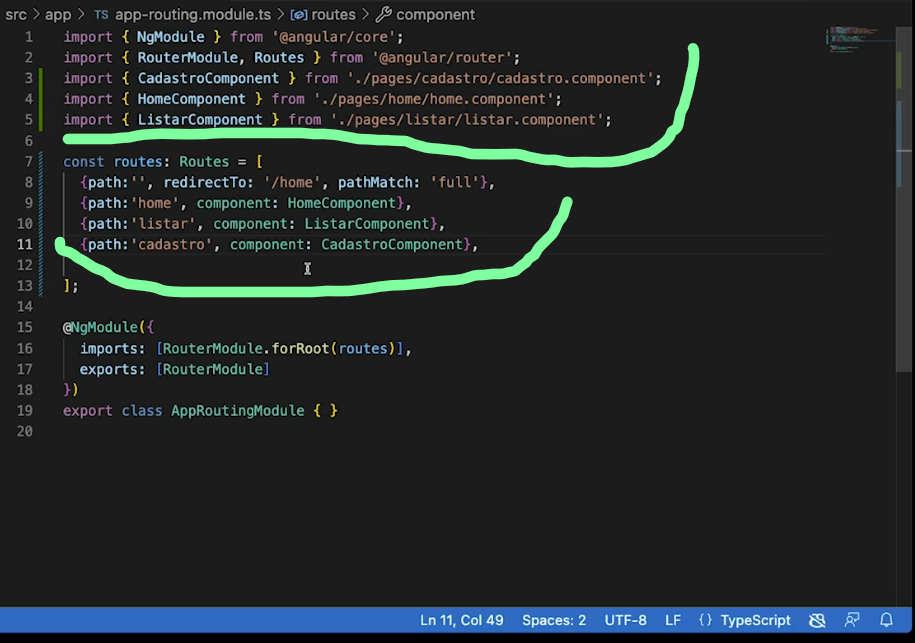 src > app > TS app-routing.module.ts > routes > component
1 import { NgModule } from '@angular/core';
2 import { RouterModule, Routes } from '@angular/router';
3 import { CadastroComponent } from './pages/cadastro/cadastro.component';
4 import { HomeComponent } from './pages/home/home.component';
5 import { ListarComponent } from './pages/listar/listar.component';
6
7 const routes: Routes = [
8 {path:'', redirectTo: '/home', pathMatch: 'full'},
9 {path:'home', component: HomeComponent},
10 {path:'listar', component: ListarComponent},
11 {path:'cadastro', component: CadastroComponent},
12
13 ];
14
15 @NgModule({
16 imports: [RouterModule.forRoot(routes)],
17 exports: [RouterModule]
18 })
19 export class AppRoutingModule { }
20
Ln 11, Col 49 Spaces: 2 UTF-8 LF {} TypeScript